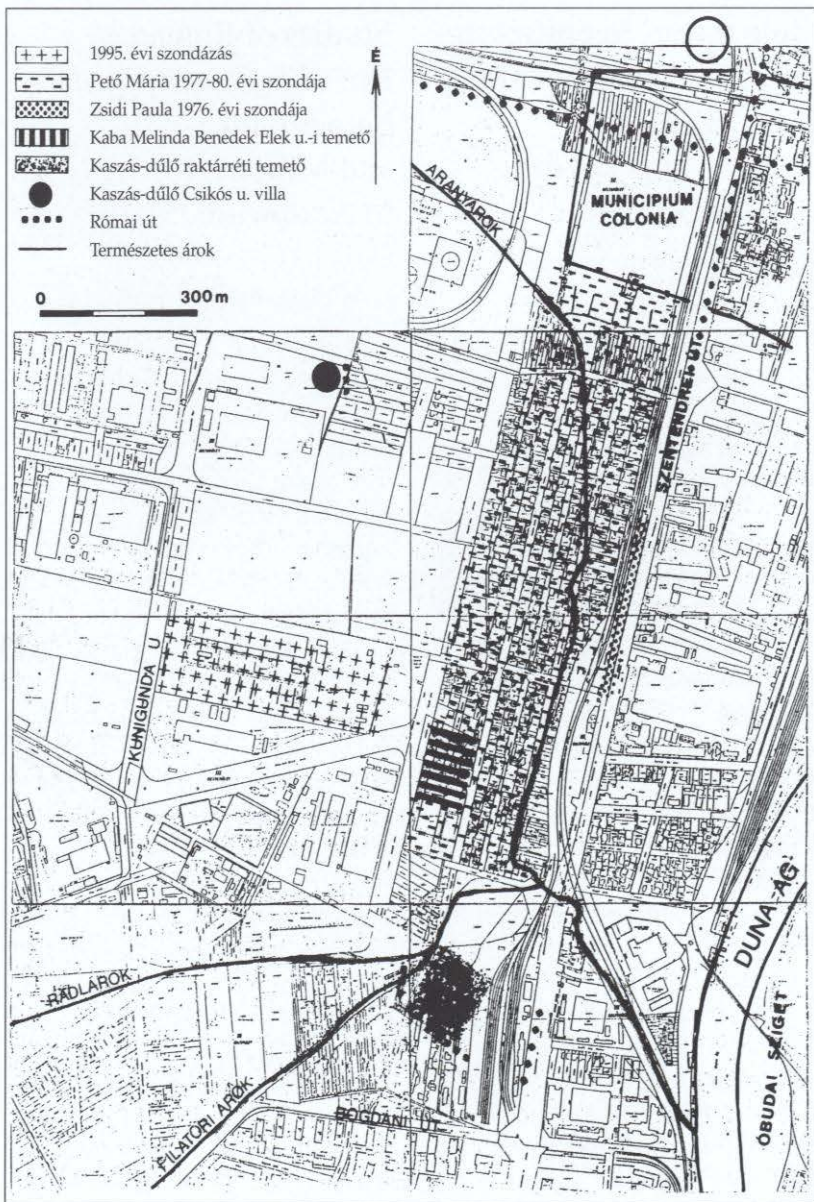 1995. évi szondázás
Pető Mária 1977-80. évi szondája
Zsidi Paula 1976. évi szondája
Kaba Melinda Benedek Elek u.-i temető
Kaszás-dűlő raktárréti temető
Kaszás-dűlő Csikós u. villa
Római út
Természetes árok
É
0 300 m
ARANYÁROK
MUNICIPIUM
COLONIA
SZENTENDREI ÚT
KUNIGUNDA U
RADLÁROK
FILATORI ÁROK
BOGDÁNI ÚT
DUNA ÁG
ÓBUDAI SZIGET